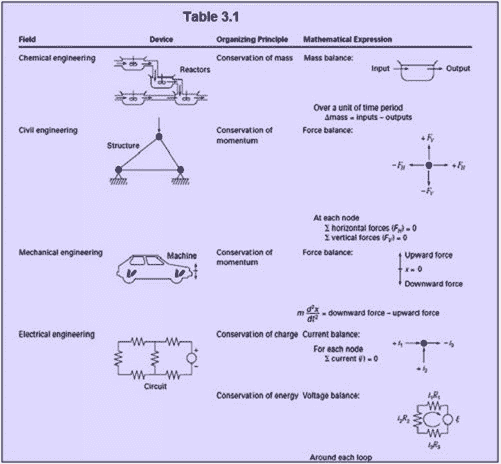 Table 3.1
Field Device Organizing Principle Mathematical Expression
Chemical engineering Reactors Conservation of mass Mass balance:
Input Output
Over a unit of time period
Δmass = inputs – outputs
Civil engineering Structure Conservation of momentum Force balance:
+ F_V
– F_H + F_H
– F_V
At each node
Σ horizontal forces (F_H) = 0
Σ vertical forces (F_V) = 0
Mechanical engineering Machine Conservation of momentum Force balance:
Upward force
x = 0
Downward force
m d²x/dt² = downward force – upward force
Electrical engineering Circuit Conservation of charge Current balance:
+ –
For each node
Σ current (i) = 0
+ i₁ – i₃
+ i₂
Conservation of energy Voltage balance:
i₁R₁
i₂R₂ ξ
i₃R₃
Around each loop